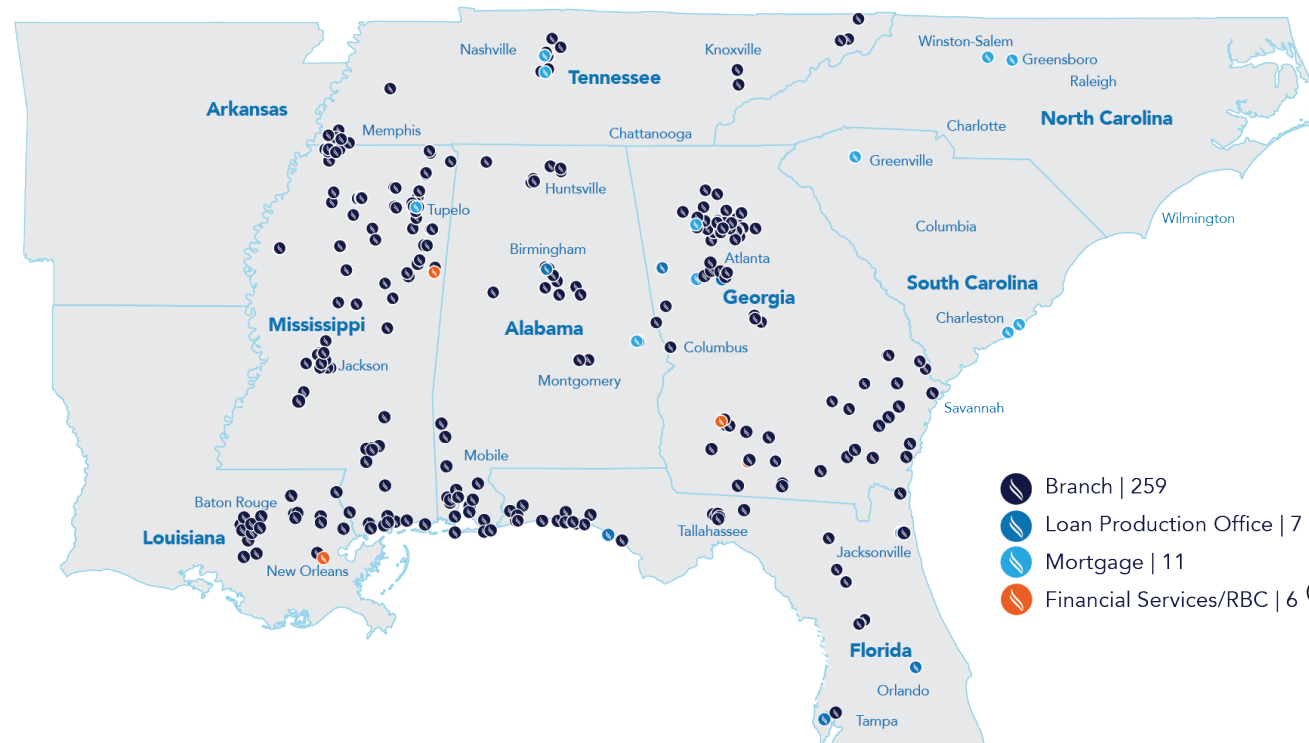 Nashville
Knoxville
Winston-Salem
Greensboro
Tennessee
Raleigh
Arkansas
North Carolina
Memphis
Chattanooga
Charlotte
Greenville
Huntsville
Tupelo
Wilmington
Columbia
Birmingham
Atlanta
South Carolina
Georgia
Mississippi
Alabama
Charleston
Columbus
Jackson
Montgomery
Savannah
Mobile
Branch | 259
Baton Rouge
Loan Production Office | 7
Tallahassee
Louisiana
Jacksonville
Mortgage | 11
New Orleans
Financial Services/RBC | 6
Florida
Orlando
Tampa